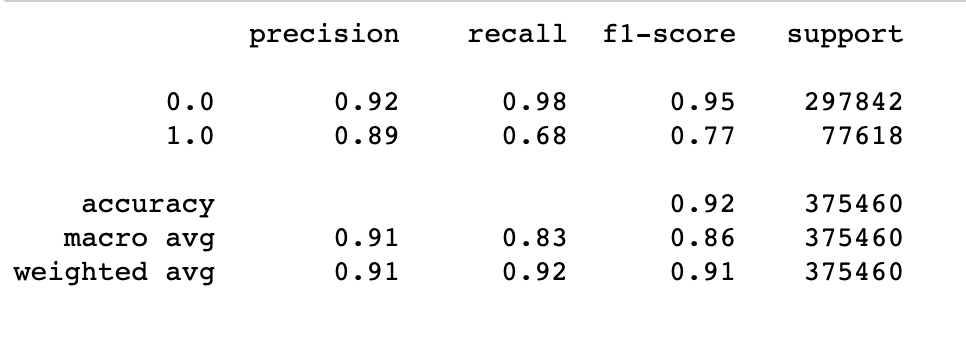 precision recall f1-score support
0.0 0.92 0.98 0.95 297842
1.0 0.89 0.68 0.77 77618
accuracy 0.92 375460
macro avg 0.91 0.83 0.86 375460
weighted avg 0.91 0.92 0.91 375460